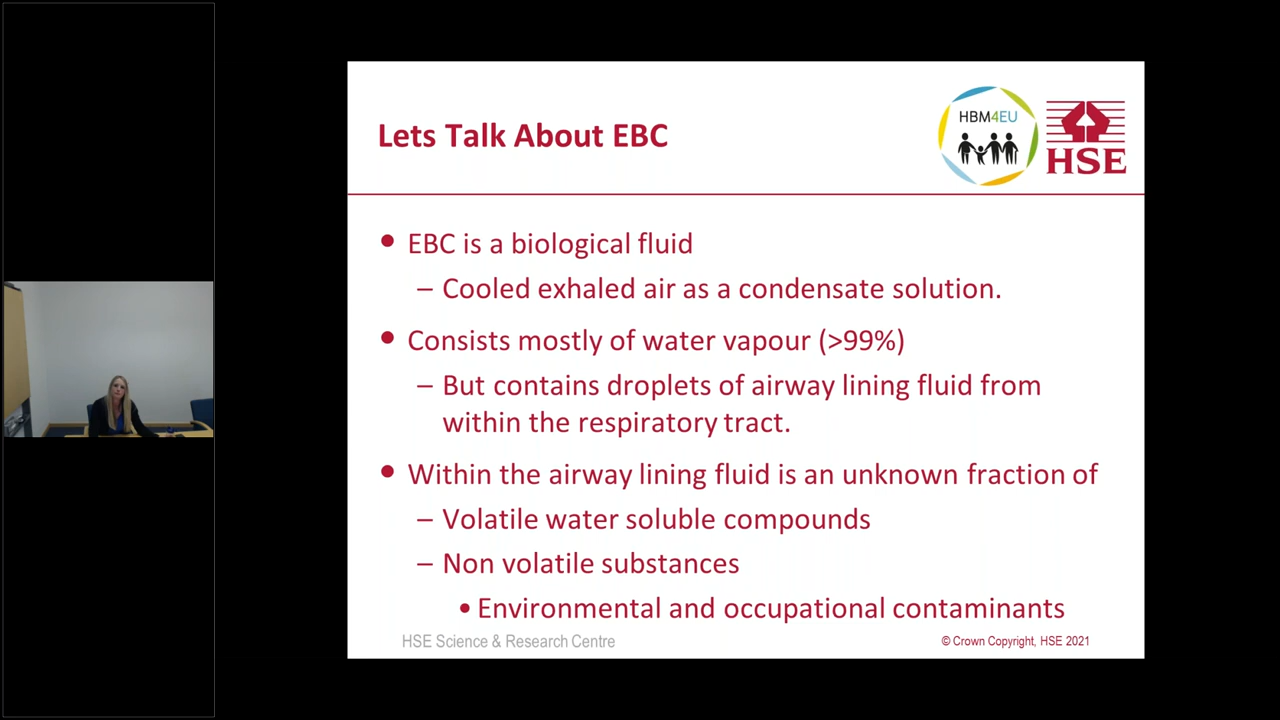 Lets Talk About EBC
HBM4EU
HSE
• EBC is a biological fluid
– Cooled exhaled air as a condensate solution.
• Consists mostly of water vapour (>99%)
– But contains droplets of airway lining fluid from
within the respiratory tract.
• Within the airway lining fluid is an unknown fraction of
– Volatile water soluble compounds
– Non volatile substances
• Environmental and occupational contaminants
HSE Science & Research Centre
© Crown Copyright, HSE 2021